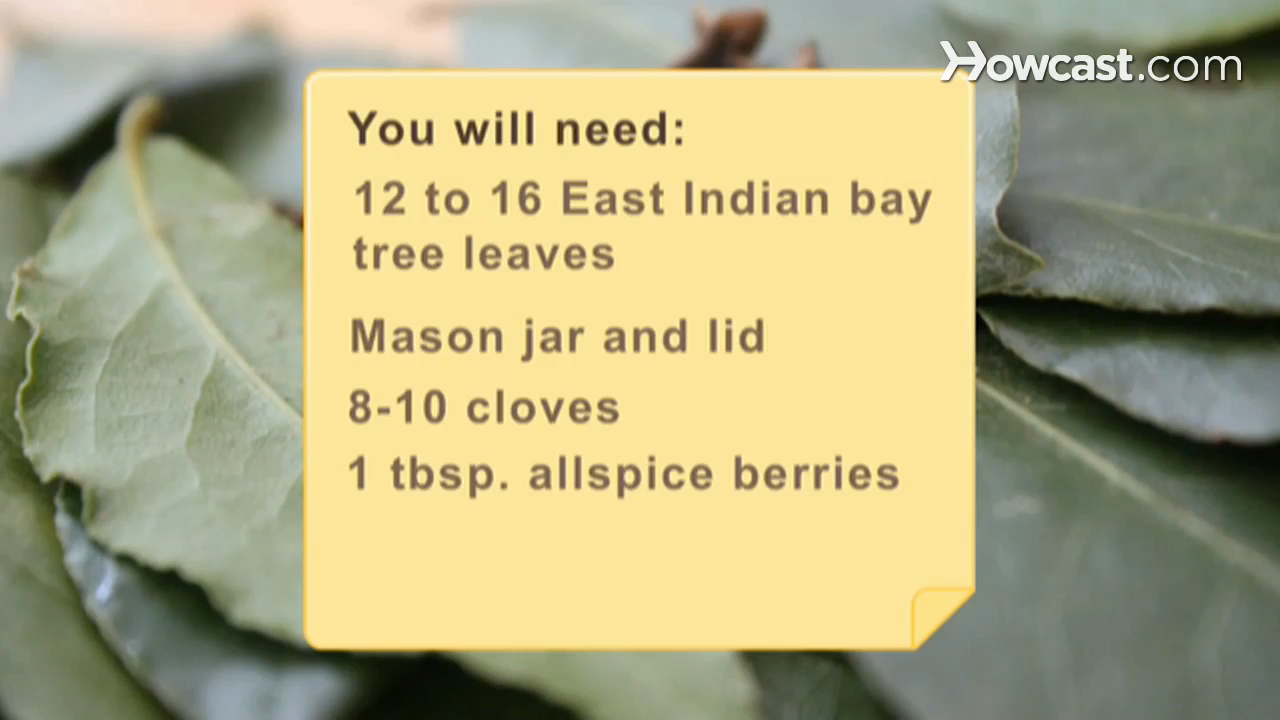 Howcast.com
You will need:
12 to 16 East Indian bay
tree leaves
Mason jar and lid
8-10 cloves
1 tbsp. allspice berries